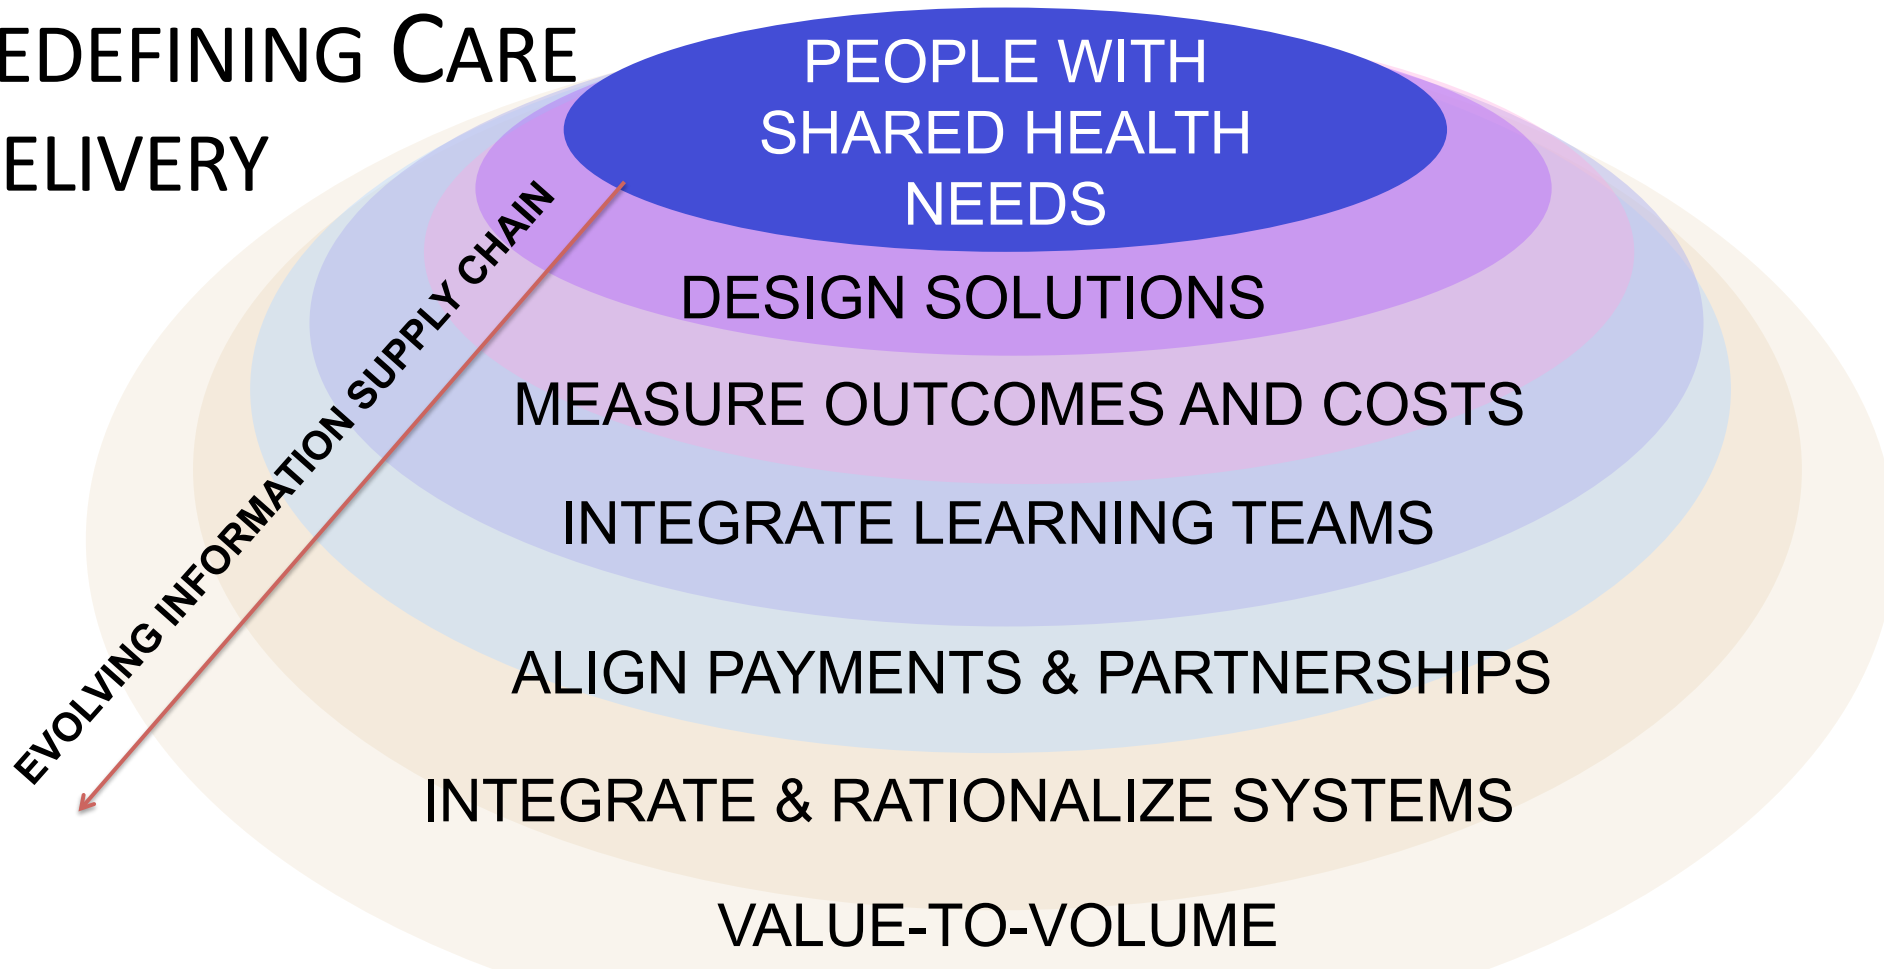 EDEFINING CARE
ELIVERY
PEOPLE WITH
SHARED HEALTH
NEEDS
EVOLVING INFORMATION SUPPLY CHAIN
DESIGN SOLUTIONS
MEASURE OUTCOMES AND COSTS
INTEGRATE LEARNING TEAMS
ALIGN PAYMENTS & PARTNERSHIPS
INTEGRATE & RATIONALIZE SYSTEMS
VALUE-TO-VOLUME